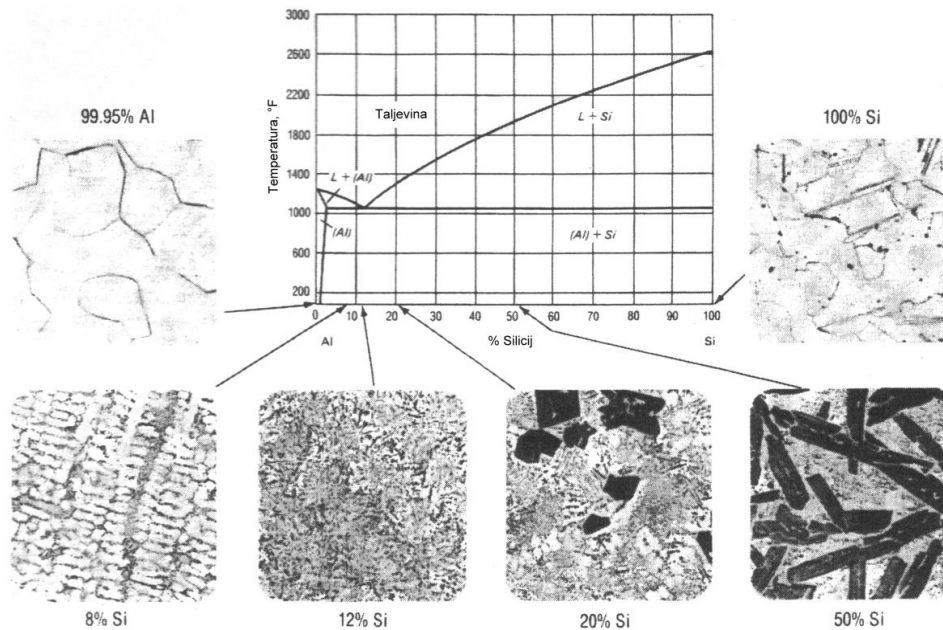 3000
2600
2200
1800
1400
1000
600
200
Temperatura, °F
Taljevina
L + Si
L + (Al)
(Al)
(Al) + Si
0 10 20 30 40 50 60 70 80 90 100
Al
% Silicij
Si
99.95% Al
100% Si
8% Si
12% Si
20% Si
50% Si